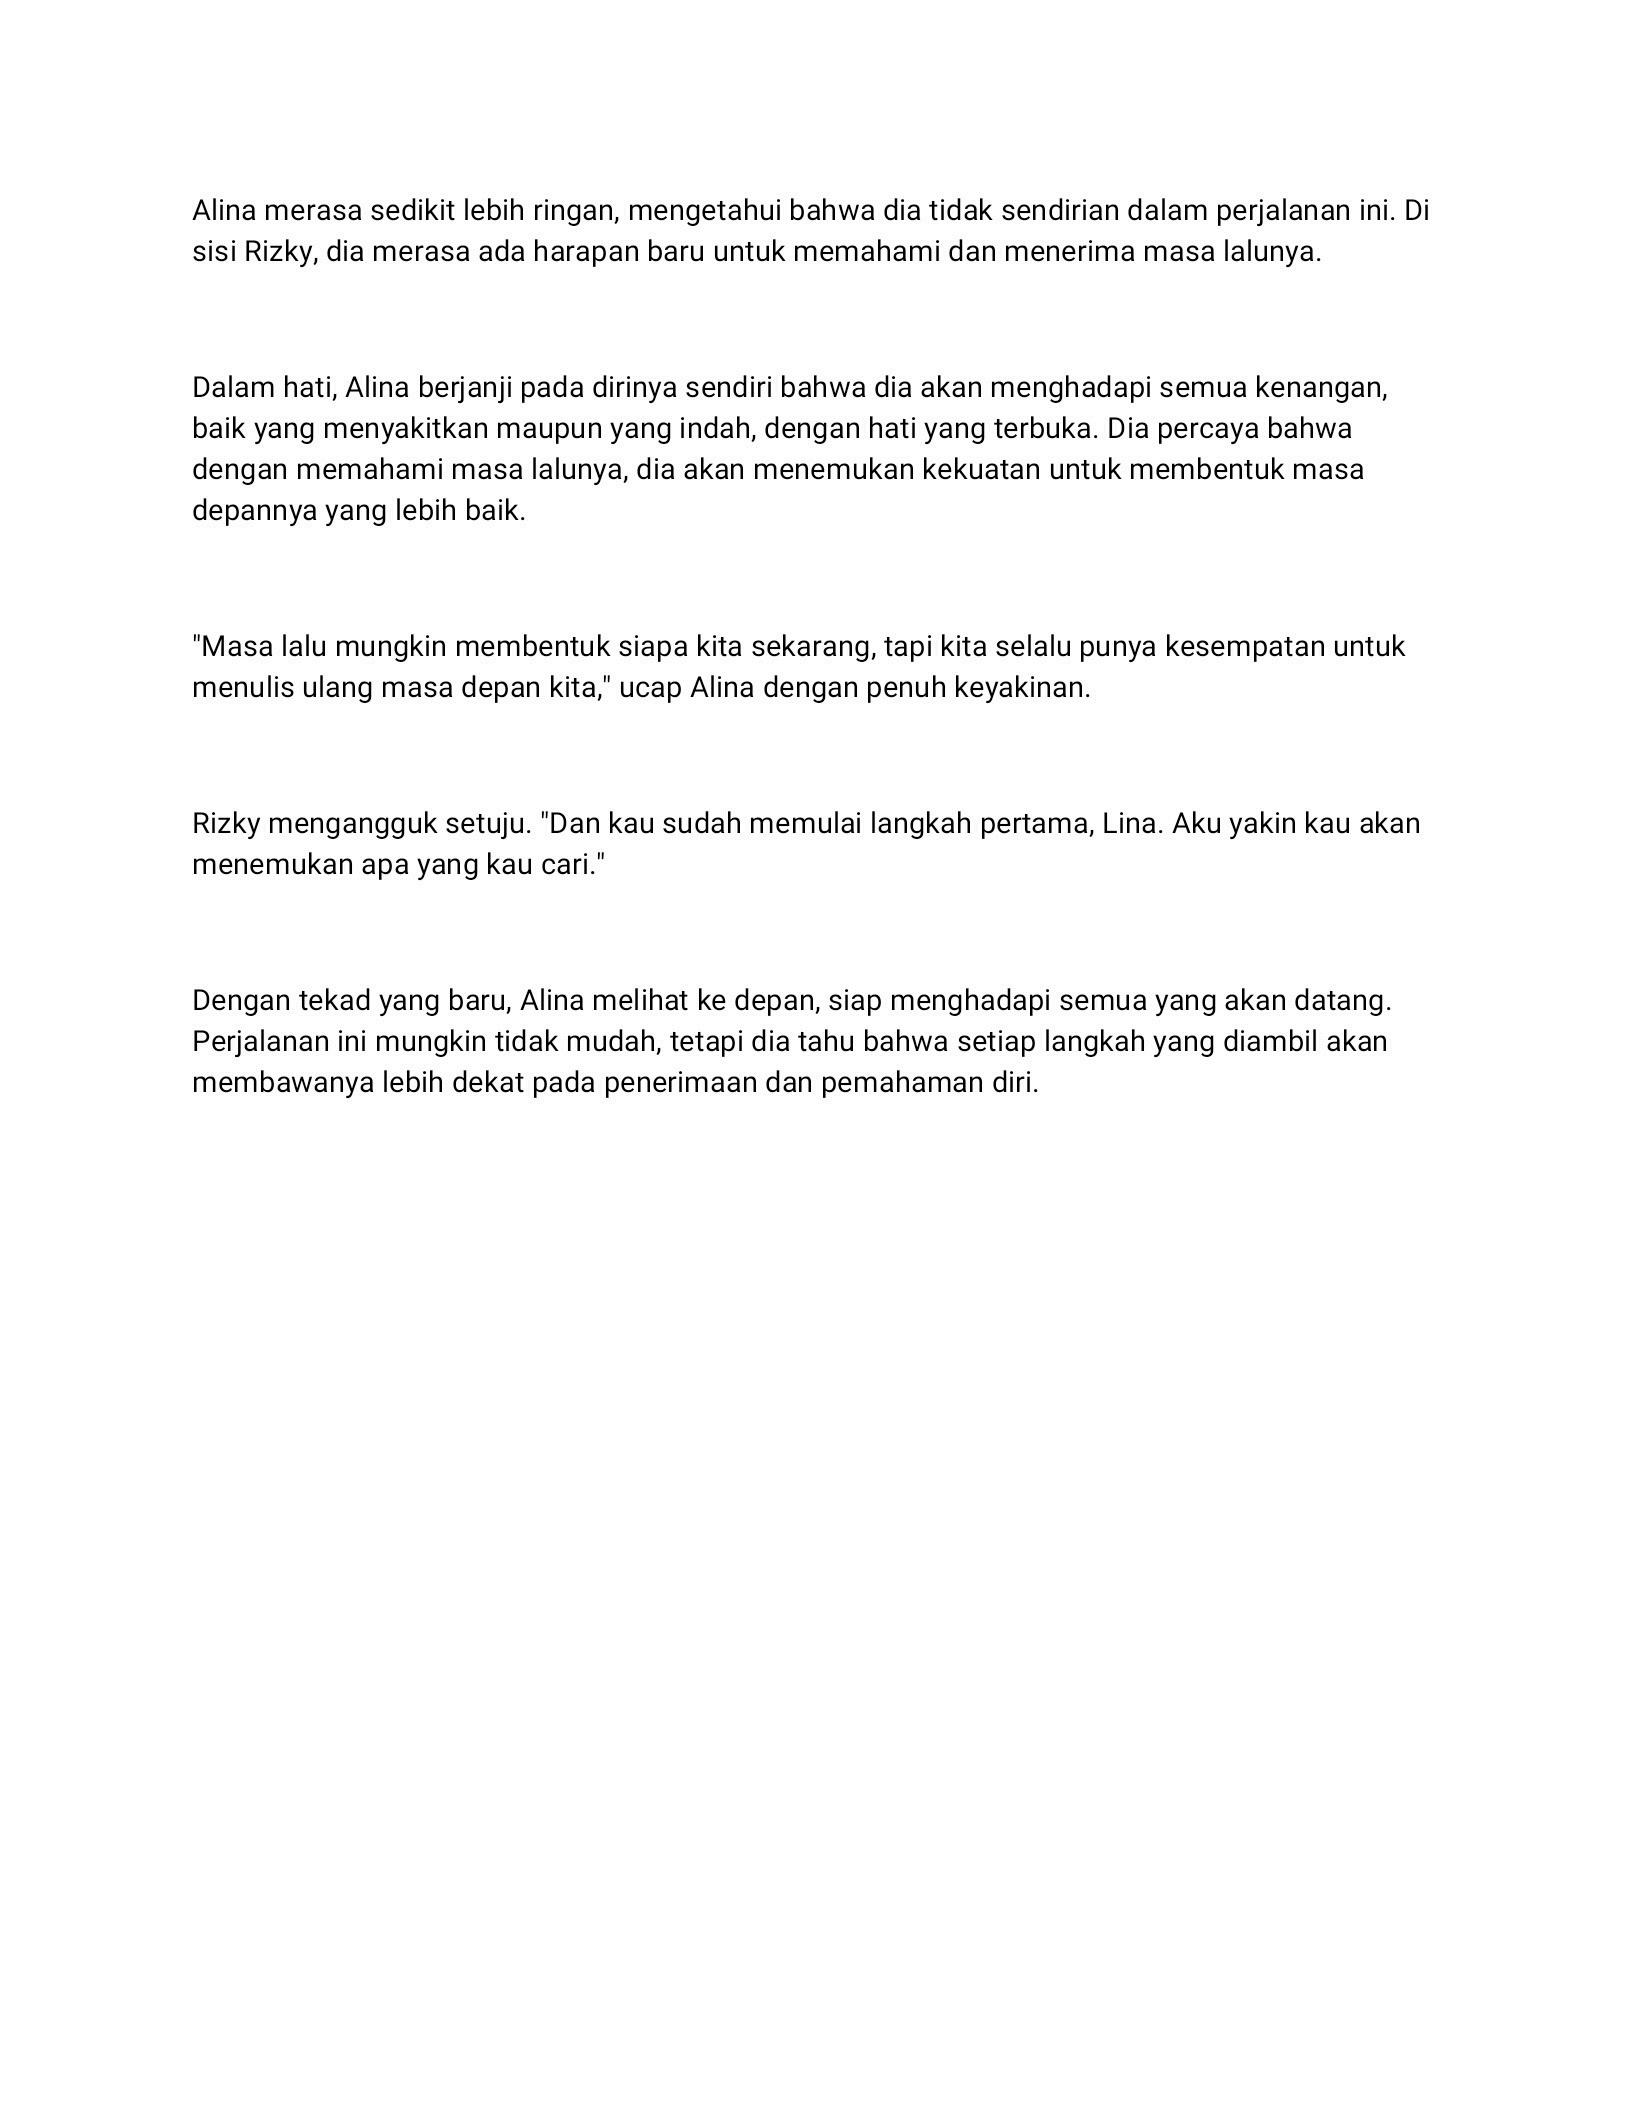 Alina merasa sedikit lebih ringan, mengetahui bahwa dia tidak sendirian dalam perjalanan ini. Di
sisi Rizky, dia merasa ada harapan baru untuk memahami dan menerima masa lalunya.
Dalam hati, Alina berjanji pada dirinya sendiri bahwa dia akan menghadapi semua kenangan,
baik yang menyakitkan maupun yang indah, dengan hati yang terbuka. Dia percaya bahwa
dengan memahami masa lalunya, dia akan menemukan kekuatan untuk membentuk masa
depannya yang lebih baik.
"Masa lalu mungkin membentuk siapa kita sekarang, tapi kita selalu punya kesempatan untuk
menulis ulang masa depan kita," ucap Alina dengan penuh keyakinan.
Rizky mengangguk setuju. "Dan kau sudah memulai langkah pertama, Lina. Aku yakin kau akan
menemukan apa yang kau cari."
Dengan tekad yang baru, Alina melihat ke depan, siap menghadapi semua yang akan datang.
Perjalanan ini mungkin tidak mudah, tetapi dia tahu bahwa setiap langkah yang diambil akan
membawanya lebih dekat pada penerimaan dan pemahaman diri.